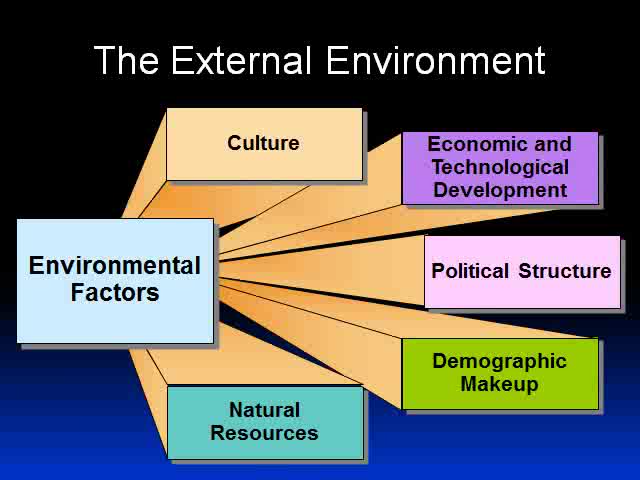 The External Environment
Culture
Economic and
Technological
Development
Environmental
Factors
Political Structure
Demographic
Makeup
Natural
Resources